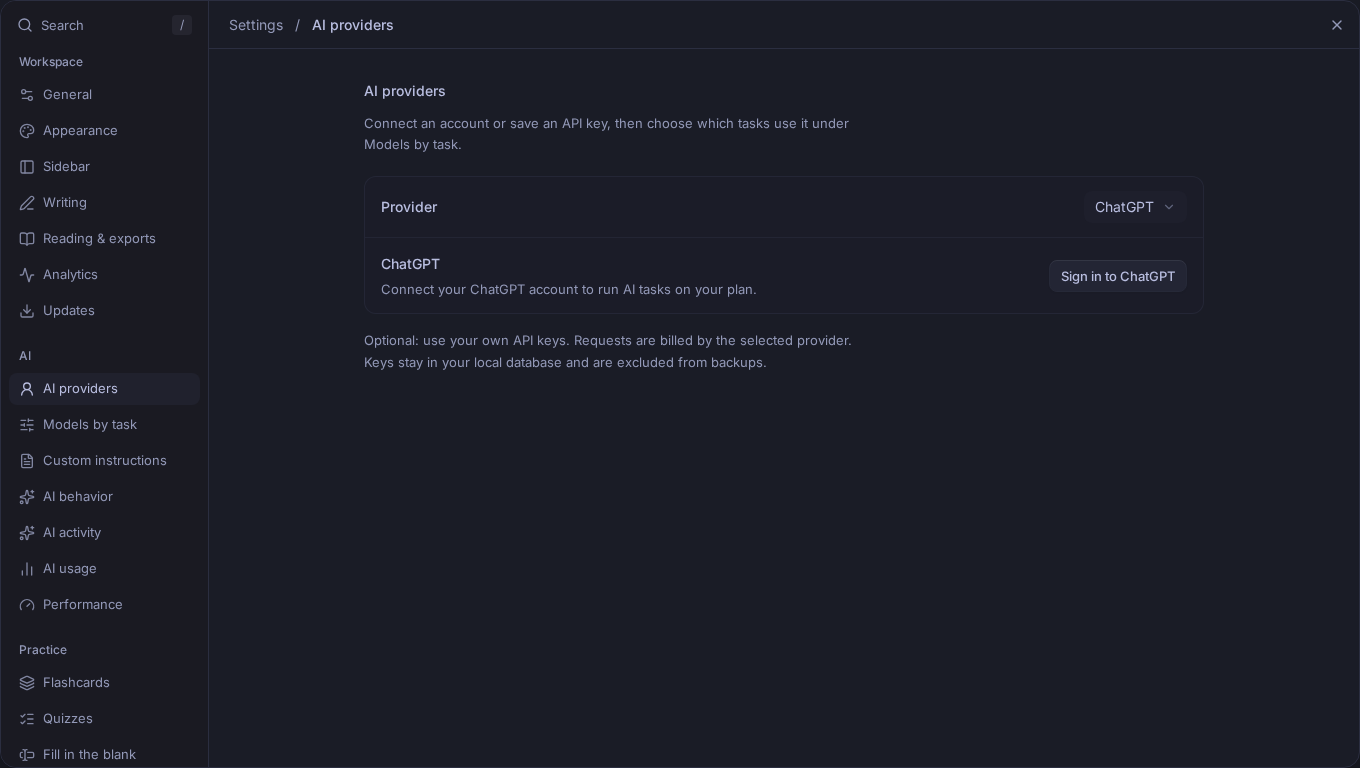 Search /
Workspace
General
Appearance
Sidebar
Writing
Reading & exports
Analytics
Updates
AI
AI providers
Models by task
Custom instructions
AI behavior
AI activity
AI usage
Performance
Practice
Flashcards
Quizzes
Fill in the blank
Settings / AI providers
AI providers
Connect an account or save an API key, then choose which tasks use it under
Models by task.
Provider ChatGPT
ChatGPT
Connect your ChatGPT account to run AI tasks on your plan.
Sign in to ChatGPT
Optional: use your own API keys. Requests are billed by the selected provider.
Keys stay in your local database and are excluded from backups.